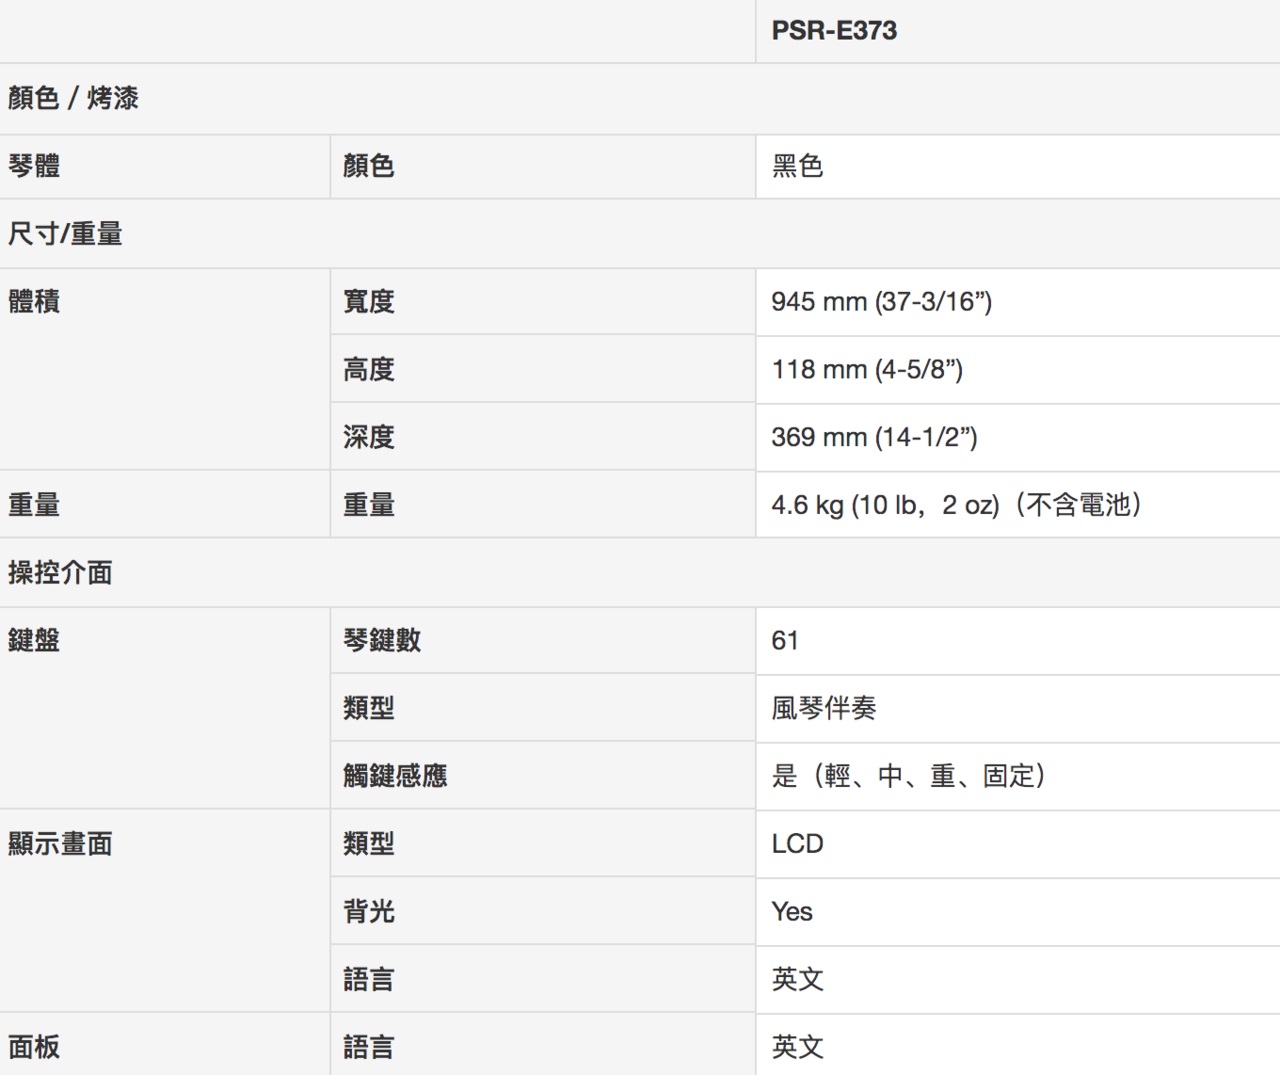 PSR-E373
顏色 / 烤漆
琴體 顏色 黑色
尺寸/重量
體積 寬度 945 mm (37-3/16”)
高度 118 mm (4-5/8”)
深度 369 mm (14-1/2”)
重量 重量 4.6 kg (10 lb，2 oz)（不含電池）
操控介面
鍵盤 琴鍵數 61
類型 風琴伴奏
觸鍵感應 是（輕、中、重、固定）
顯示畫面 類型 LCD
背光 Yes
語言 英文
面板 語言 英文